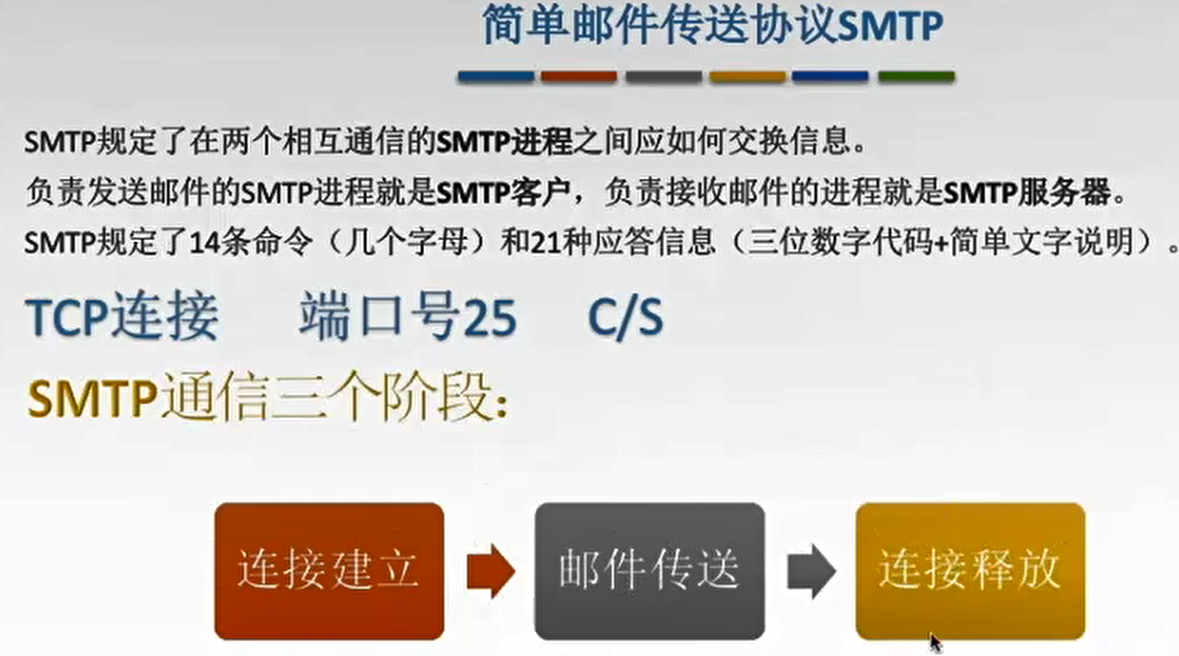 简单邮件传送协议SMTP
SMTP规定了在两个相互通信的SMTP进程之间应如何交换信息。
负责发送邮件的SMTP进程就是SMTP客户，负责接收邮件的进程就是SMTP服务器。
SMTP规定了14条命令（几个字母）和21种应答信息（三位数字代码+简单文字说明）。
TCP连接 端口号25 C/S
SMTP通信三个阶段:
连接建立 邮件传送 连接释放